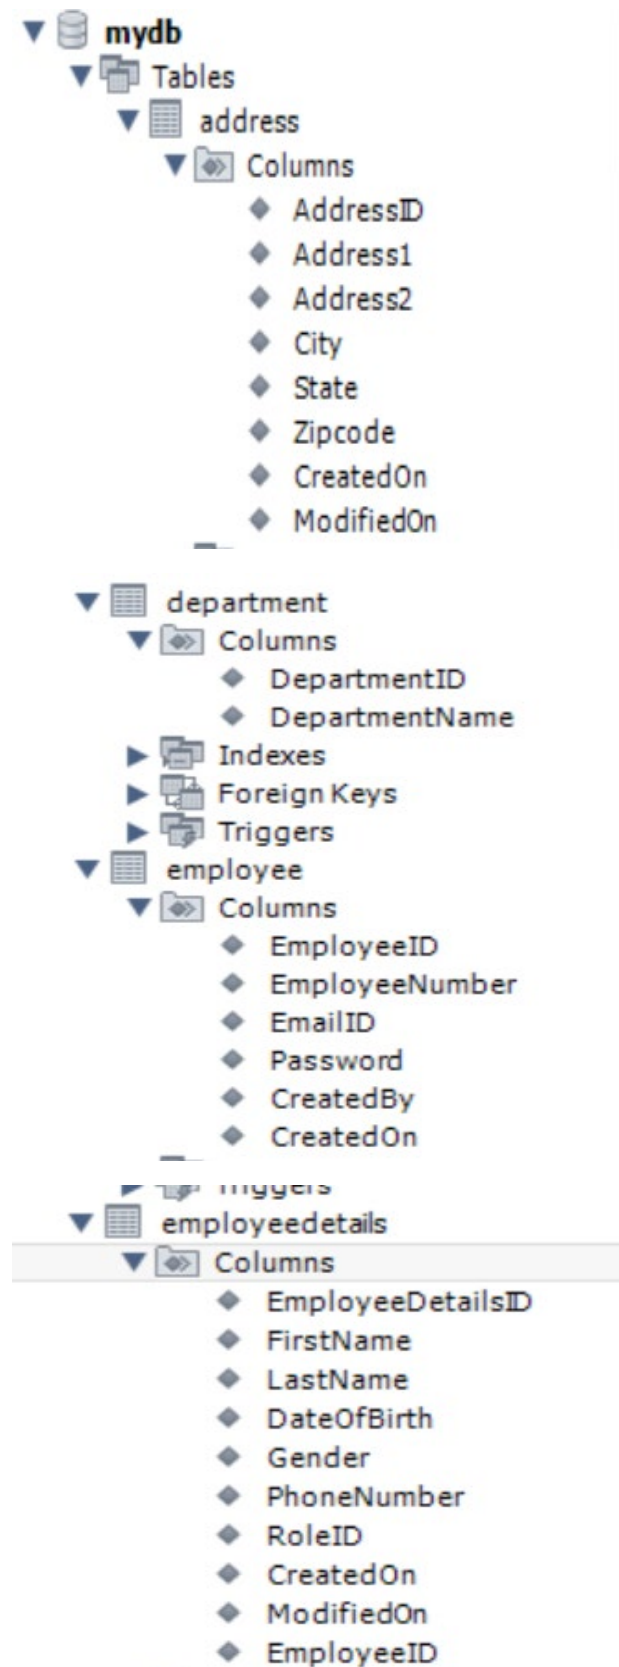 mydb
Tables
address
Columns
AddressID
Address1
Address2
City
State
Zipcode
CreatedOn
ModifiedOn
department
Columns
DepartmentID
DepartmentName
Indexes
Foreign Keys
Triggers
employee
Columns
EmployeeID
EmployeeNumber
EmailID
Password
CreatedBy
CreatedOn
Triggers
employeedetails
Columns
EmployeeDetailsID
FirstName
LastName
DateOfBirth
Gender
PhoneNumber
RoleID
CreatedOn
ModifiedOn
EmployeeID